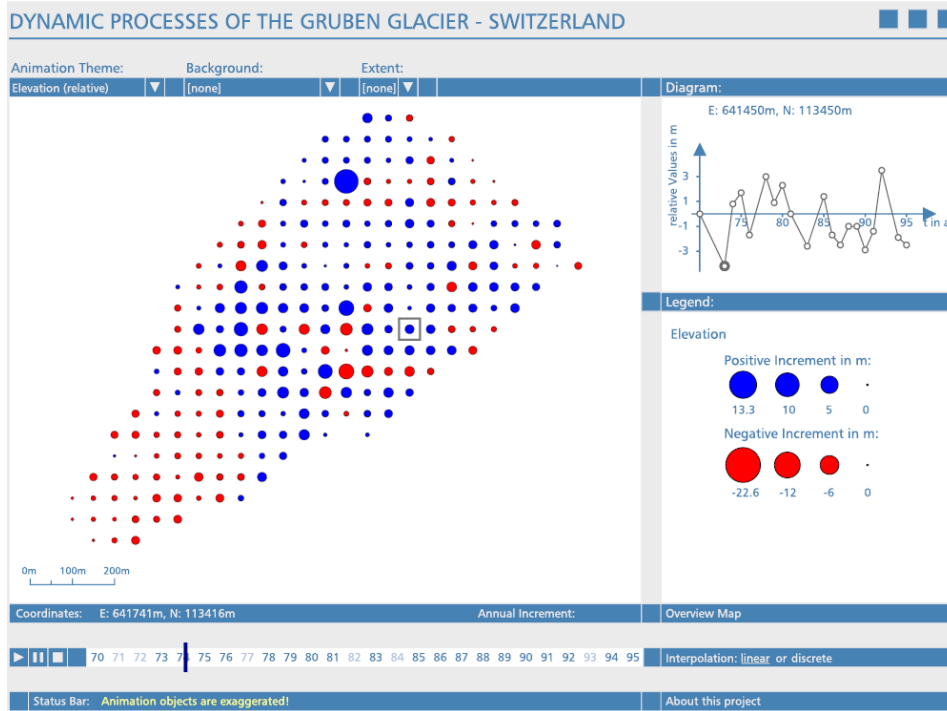 DYNAMIC PROCESSES OF THE GRUBEN GLACIER - SWITZERLAND
Animation Theme: Background: Extent:
Elevation (relative) [none] [none]
Diagram:
E: 641450m, N: 113450m
relative Values in m
3
1
-1
-3
75 80 85 90 95 t in a
Legend:
Elevation
Positive Increment in m:
13.3 10 5 0
Negative Increment in m:
-22.6 -12 -6 0
0m 100m 200m
Coordinates: E: 641741m, N: 113416m Annual Increment: Overview Map
70 71 72 73 74 75 76 77 78 79 80 81 82 83 84 85 86 87 88 89 90 91 92 93 94 95 Interpolation: linear or discrete
Status Bar: Animation objects are exaggerated! About this project